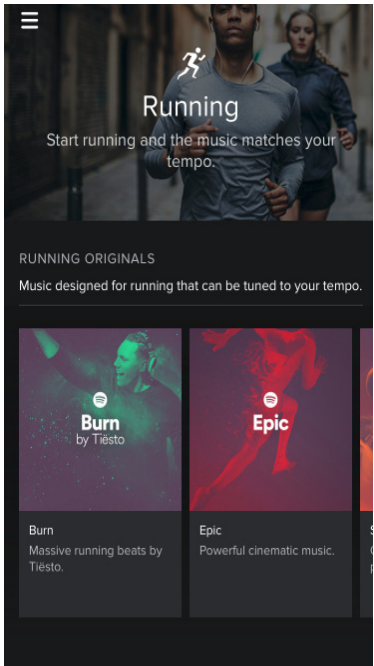 Running
Start running and the music matches your
tempo.
RUNNING ORIGINALS
Music designed for running that can be tuned to your tempo.
Burn
by Tiësto
Epic
Burn
Massive running beats by
Tiësto.
Epic
Powerful cinematic music.